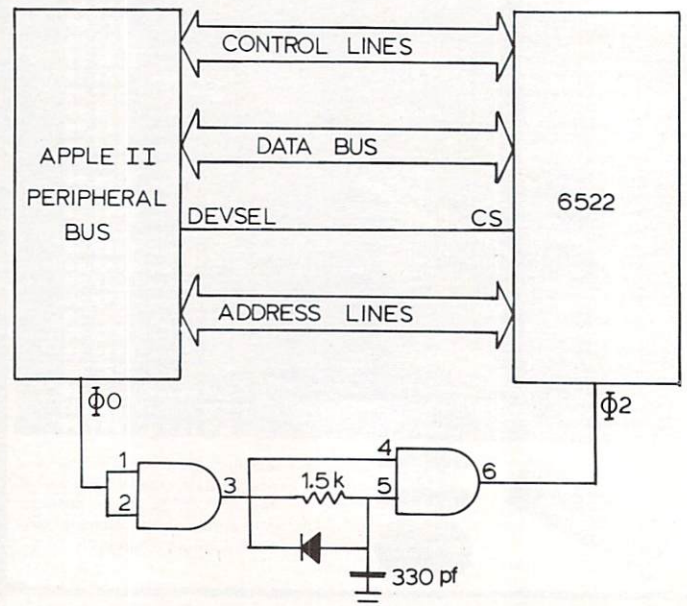 CONTROL LINES
DATA BUS
APPLE II
PERIPHERAL
BUS
6522
DEVSEL
CS
ADDRESS LINES
Φ0
Φ2
1
2
3
1.5k
4
5
6
330 pf